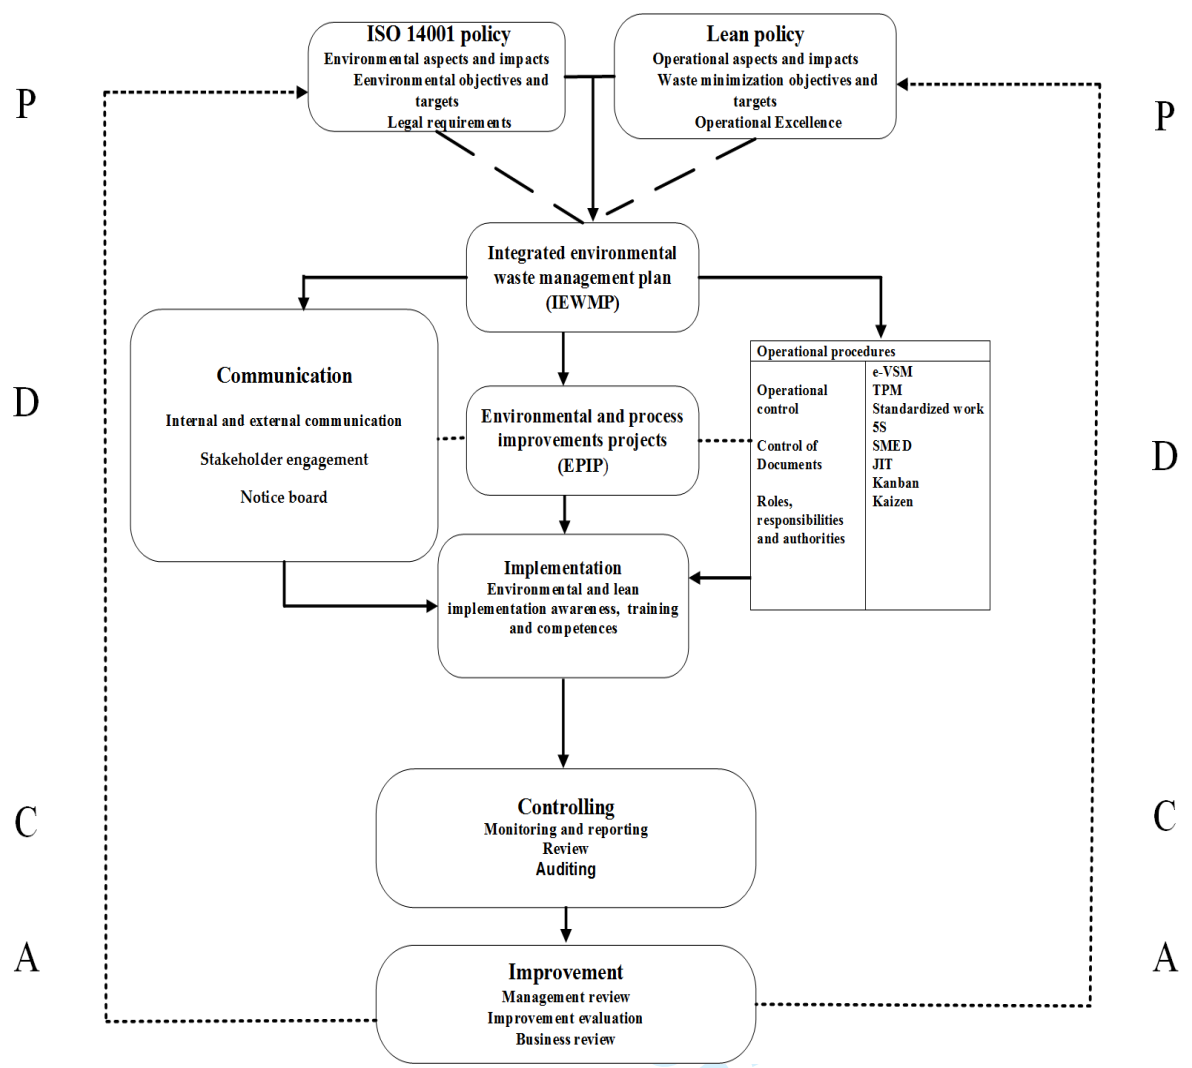 ISO 14001 policy
Environmental aspects and impacts
Eenvironmental objectives and
targets
Legal requirements
Lean policy
Operational aspects and impacts
Waste minimization objectives and
targets
Operational Excellence
P
P
Integrated environmental
waste management plan
(IEWMP)
Communication
Internal and external communication
Stakeholder engagement
Notice board
D
Environmental and process
improvements projects
(EPIP)
Operational procedures
Operational
control
Control of
Documents
Roles,
responsibilities
and authorities
e-VSM
TPM
Standardized work
5S
SMED
JIT
Kanban
Kaizen
D
Implementation
Environmental and lean
implementation awareness, training
and competences
C
Controlling
Monitoring and reporting
Review
Auditing
C
A
Improvement
Management review
Improvement evaluation
Business review
A